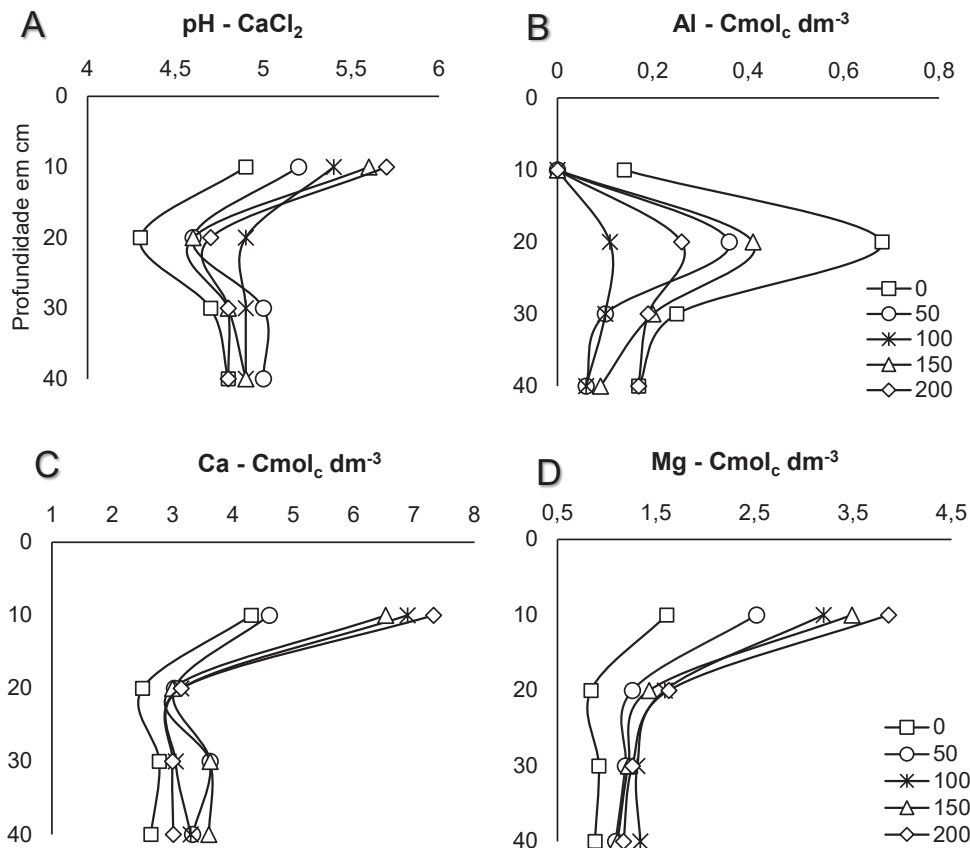 A
pH - CaCl2
4 4,5 5 5,5 6
0
10
20
30
40
Profundidade em cm
B
Al - Cmolc dm-3
0 0,2 0,4 0,6 0,8
0
10
20
30
40
0
50
100
150
200
C
Ca - Cmolc dm-3
1 2 3 4 5 6 7 8
0
10
20
30
40
D
Mg - Cmolc dm-3
0,5 1,5 2,5 3,5 4,5
0
10
20
30
40
0
50
100
150
200